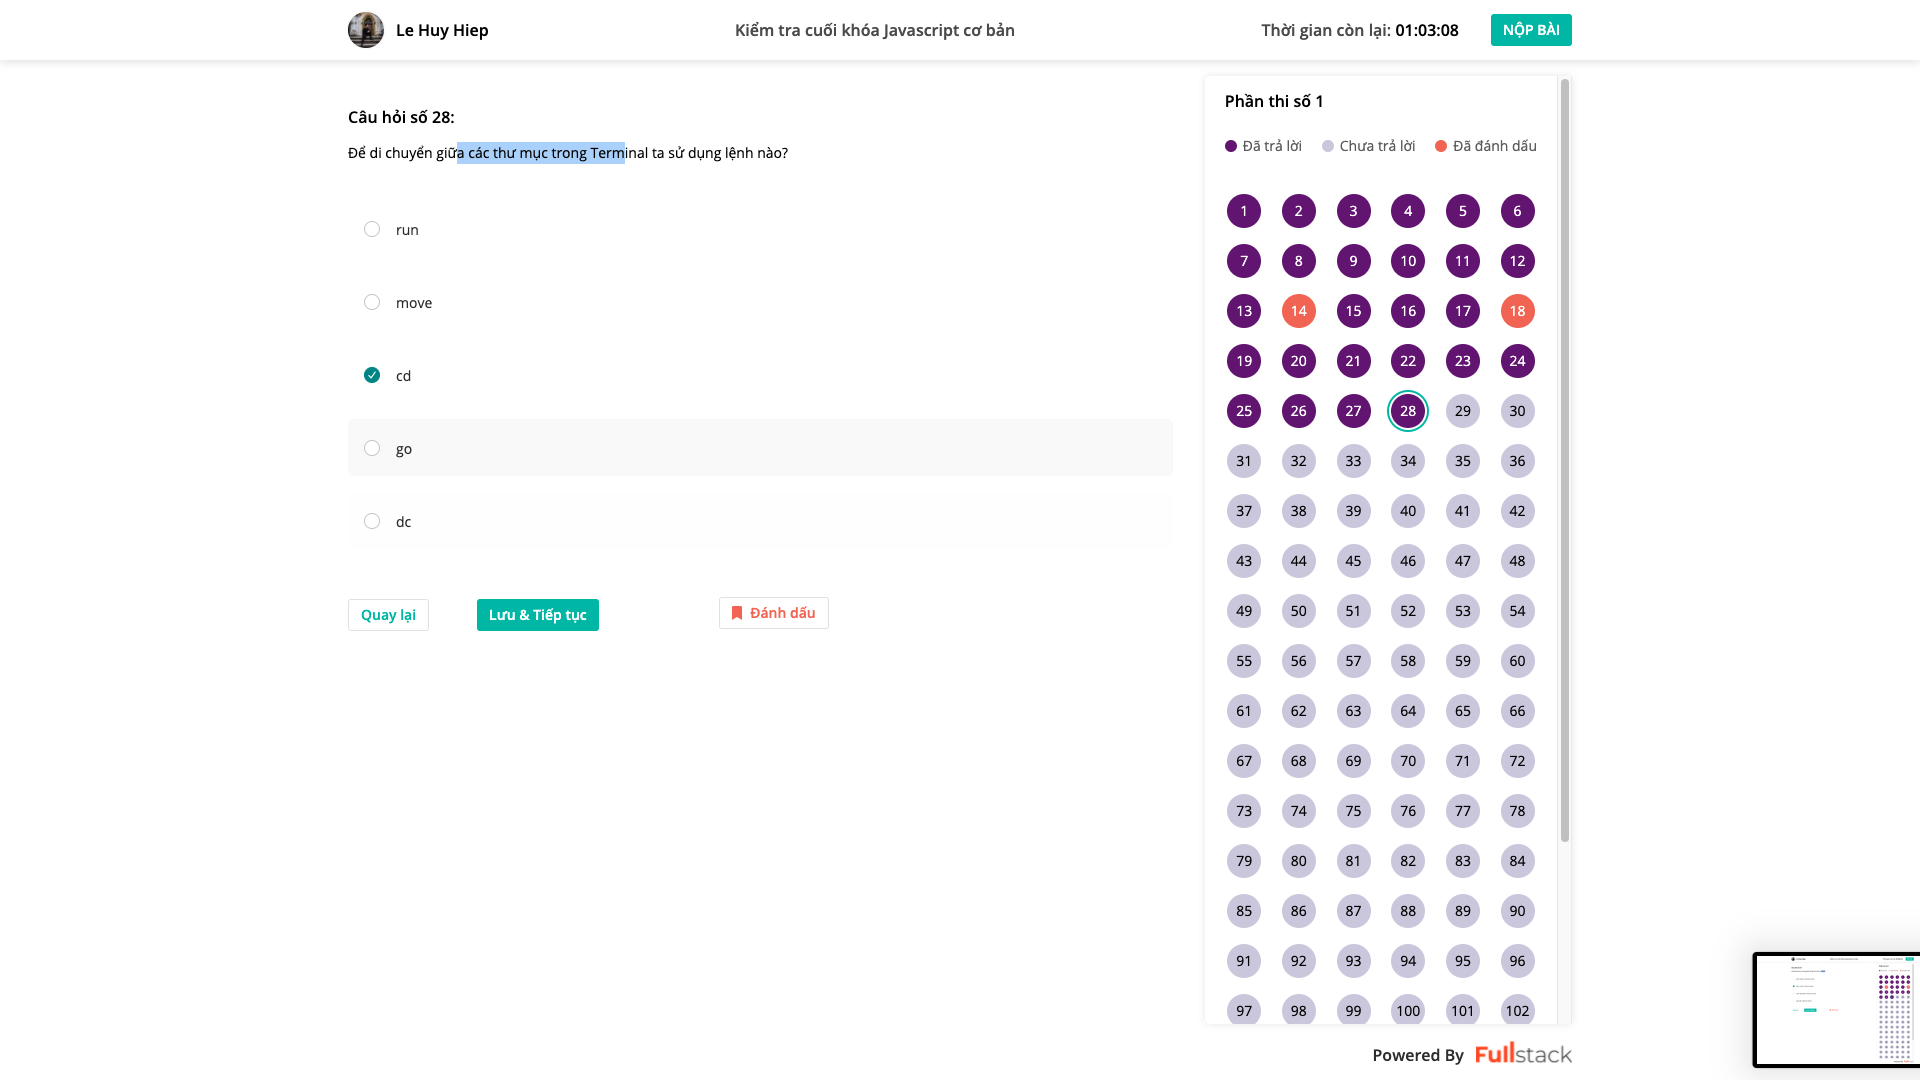 Le Huy Hiep
Kiểm tra cuối khóa Javascript cơ bản
Thời gian còn lại: 01:03:08
NỘP BÀI
Câu hỏi số 28:
Để di chuyển giữa các thư mục trong Terminal ta sử dụng lệnh nào?
run
move
cd
go
dc
Quay lại
Lưu & Tiếp tục
Đánh dấu
Phần thi số 1
Đã trả lời Chưa trả lời Đã đánh dấu
1 2 3 4 5 6
7 8 9 10 11 12
13 14 15 16 17 18
19 20 21 22 23 24
25 26 27 28 29 30
31 32 33 34 35 36
37 38 39 40 41 42
43 44 45 46 47 48
49 50 51 52 53 54
55 56 57 58 59 60
61 62 63 64 65 66
67 68 69 70 71 72
73 74 75 76 77 78
79 80 81 82 83 84
85 86 87 88 89 90
91 92 93 94 95 96
97 98 99 100 101 102
Powered By Fullstack